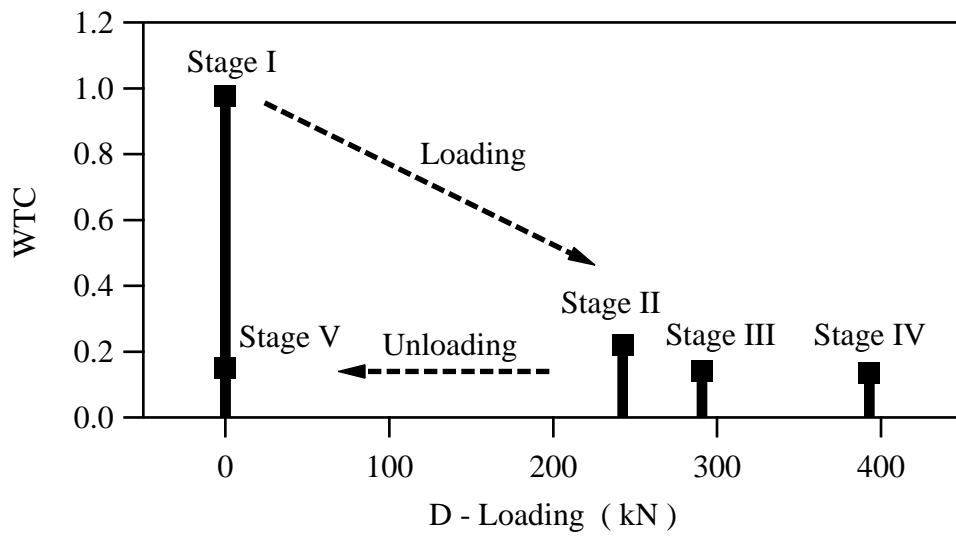 1.2
Stage I
1.0
Loading
0.8
WTC
0.6
0.4
Stage II
Stage V
Unloading
Stage III
Stage IV
0.2
0.0
0
100
200
300
400
D - Loading ( kN )